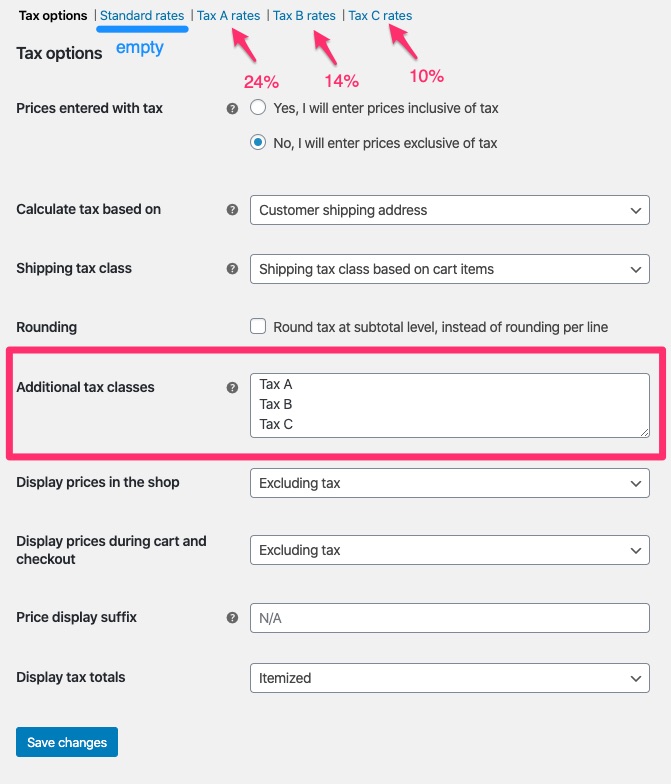 Tax options | Standard rates | Tax A rates | Tax B rates | Tax C rates
empty
Tax options
24% 14% 10%
Prices entered with tax ? Yes, I will enter prices inclusive of tax
No, I will enter prices exclusive of tax
Calculate tax based on ? Customer shipping address
Shipping tax class ? Shipping tax class based on cart items
Rounding Round tax at subtotal level, instead of rounding per line
Additional tax classes ? Tax A
Tax B
Tax C
Display prices in the shop Excluding tax
Display prices during cart and
checkout Excluding tax
Price display suffix ? N/A
Display tax totals Itemized
Save changes